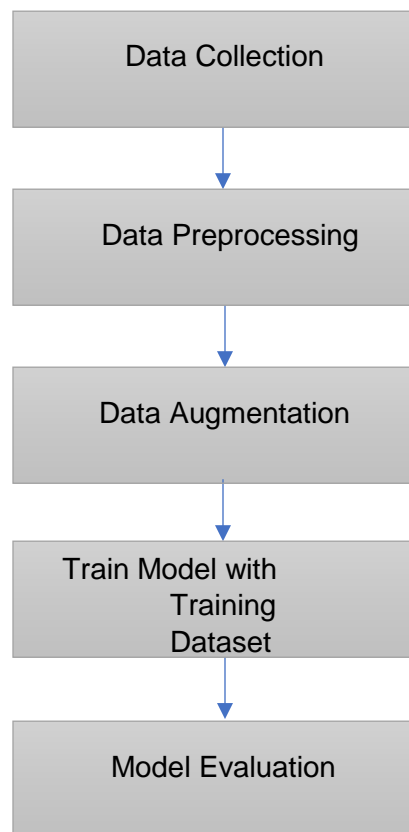 Data Collection
Data Preprocessing
Data Augmentation
Train Model with
Training
Dataset
Model Evaluation